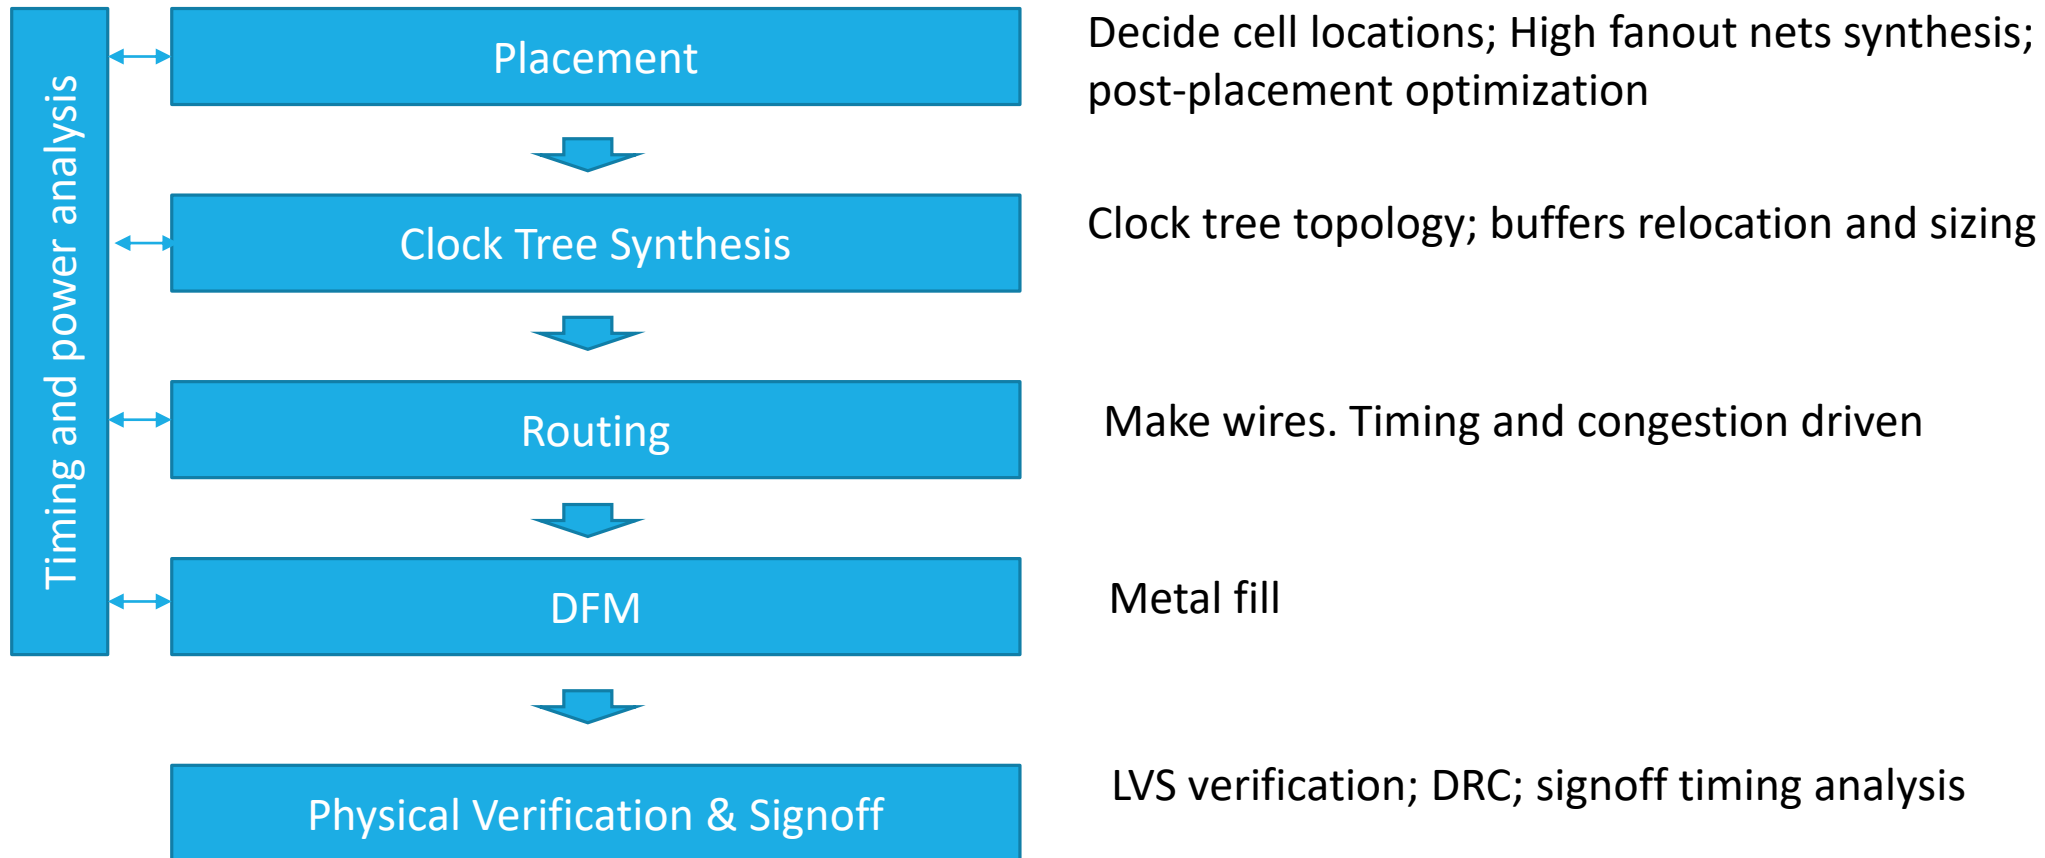 Timing and power analysis
Placement
Decide cell locations; High fanout nets synthesis;
post-placement optimization
Clock Tree Synthesis
Clock tree topology; buffers relocation and sizing
Routing
Make wires. Timing and congestion driven
DFM
Metal fill
Physical Verification & Signoff
LVS verification; DRC; signoff timing analysis